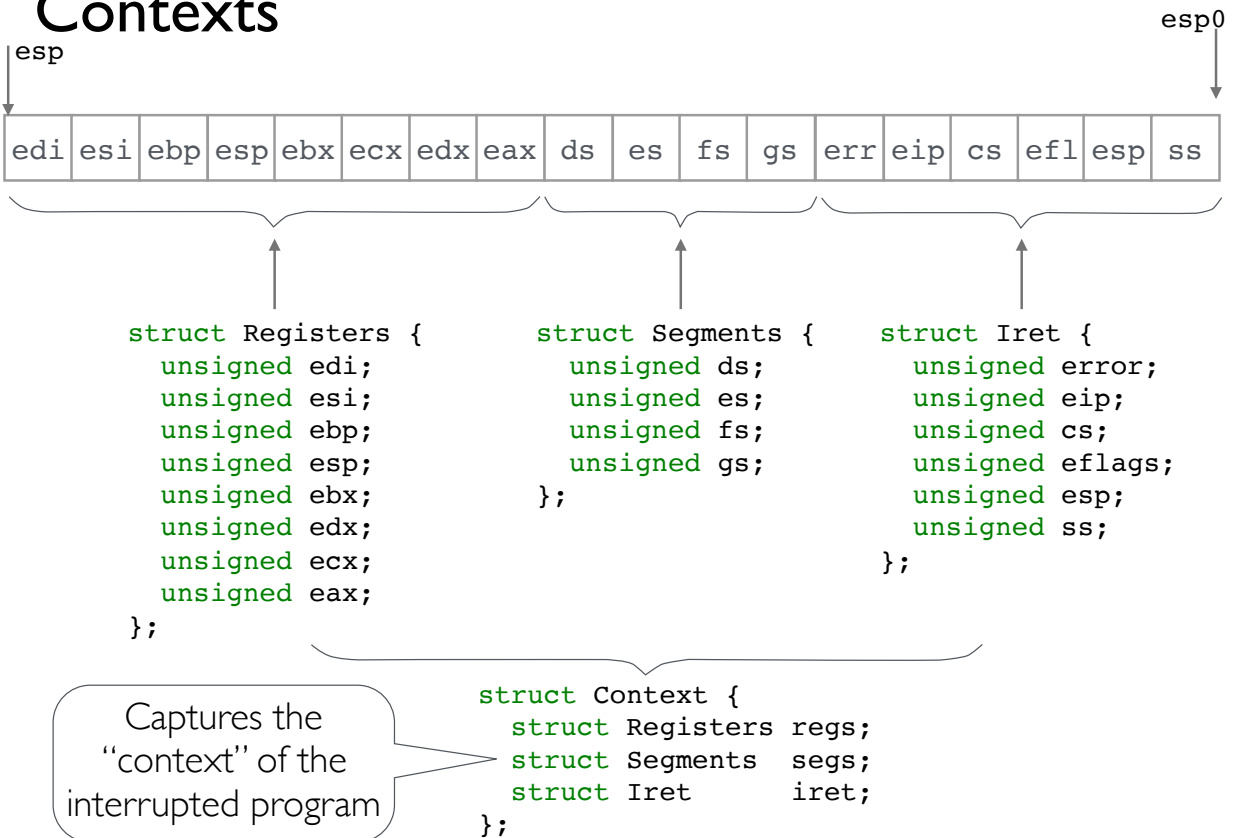 Contexts
esp0
esp
edi esi ebp esp ebx ecx edx eax ds es fs gs err eip cs efl esp ss
struct Registers {
unsigned edi;
unsigned esi;
unsigned ebp;
unsigned esp;
unsigned ebx;
unsigned edx;
unsigned ecx;
unsigned eax;
};
struct Segments {
unsigned ds;
unsigned es;
unsigned fs;
unsigned gs;
};
struct Iret {
unsigned error;
unsigned eip;
unsigned cs;
unsigned eflags;
unsigned esp;
unsigned ss;
};
Captures the
“context” of the
interrupted program
struct Context {
struct Registers regs;
struct Segments segs;
struct Iret iret;
};